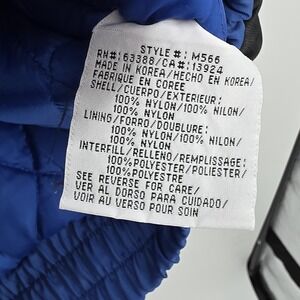 STYLE#: M566
RN#: 63388/CA#: 13924
MADE IN KOREA/HECHO EN KOREA/
FABRIQUE EN COREE
SHELL/CUERPO/EXTERIEUR:
100% NYLON/100% NILON/
100% NYLON
LINING/FORRO/DOUBLURE:
100% NYLON/100% NILON/
100% NYLON
INTERFILL/RELLENO/REMPLISSAGE:
100%POLYESTER/POLIESTER/
100%POLYESTRE
SEE REVERSE FOR CARE/
VER AL DORSO PARA CUIDADO/
VOIR AU VERSO POUR SOIN